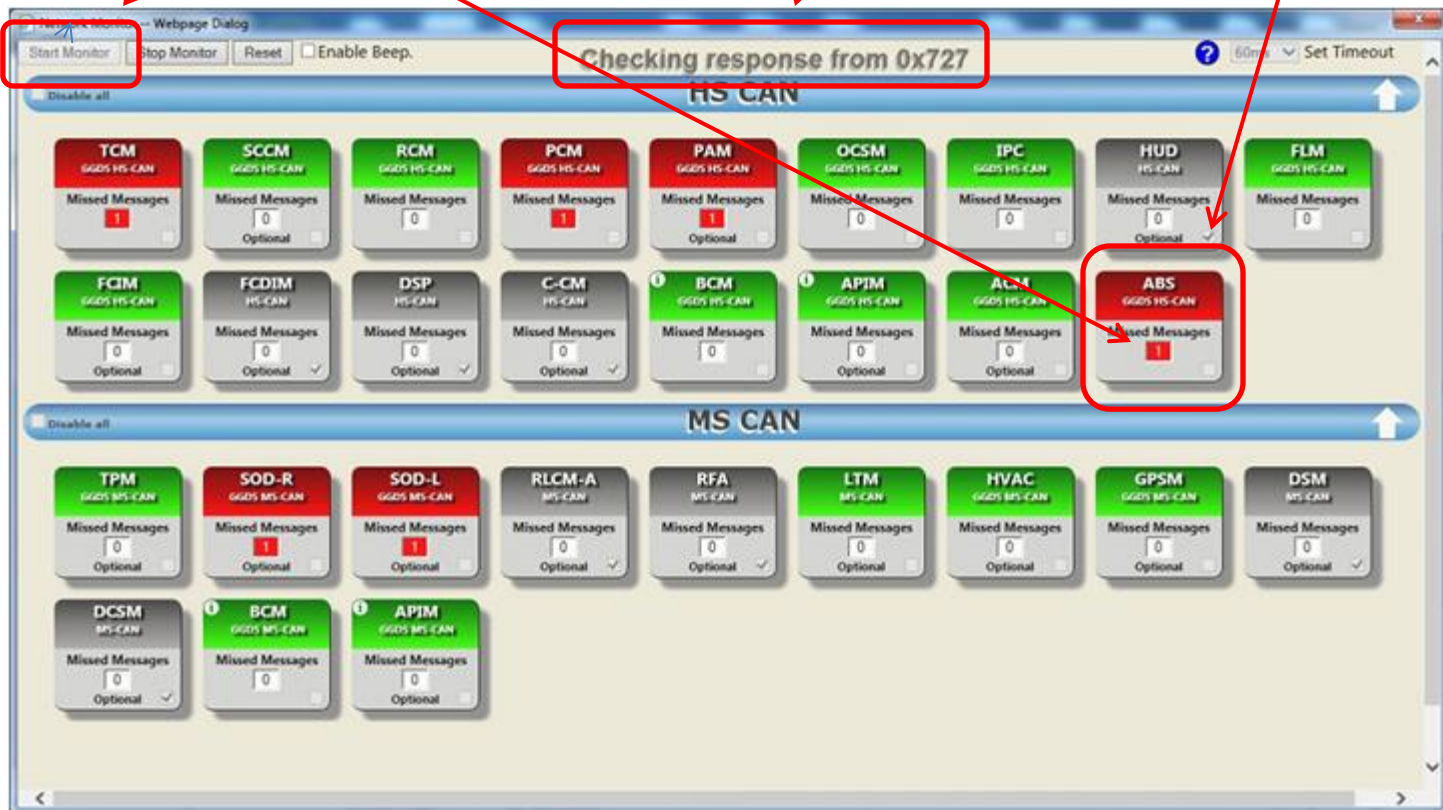 Network Monitor -- Webpage Dialog
Start Monitor Stop Monitor Reset Enable Beep. Checking response from 0x727 ? 60ms Set Timeout
Disable all HS CAN
TCM SCCM RCM PCM PAM OCSM IPC HUD FLM
GGDS HS-CAN GGDS HS-CAN GGDS HS-CAN GGDS HS-CAN GGDS HS-CAN GGDS HS-CAN GGDS HS-CAN HS-CAN GGDS HS-CAN
Missed Messages Missed Messages Missed Messages Missed Messages Missed Messages Missed Messages Missed Messages Missed Messages Missed Messages
1 0 0 1 1 0 0 0 0
Optional Optional Optional
FCIM FCDIM DSP C-CM BCM APIM ACM ABS
GGDS HS-CAN HS-CAN HS-CAN HS-CAN GGDS HS-CAN GGDS HS-CAN GGDS HS-CAN GGDS HS-CAN
Missed Messages Missed Messages Missed Messages Missed Messages Missed Messages Missed Messages Missed Messages Missed Messages
0 0 0 0 0 0 0 1
Optional Optional Optional Optional Optional Optional
Disable all MS CAN
TPM SOD-R SOD-L RLCM-A RFA LTM HVAC GPSM DSM
GGDS MS-CAN GGDS MS-CAN GGDS MS-CAN MS-CAN MS-CAN MS-CAN GGDS MS-CAN GGDS MS-CAN MS-CAN
Missed Messages Missed Messages Missed Messages Missed Messages Missed Messages Missed Messages Missed Messages Missed Messages Missed Messages
0 1 1 0 0 0 0 0 0
Optional Optional Optional Optional Optional Optional Optional Optional Optional
DCSM BCM APIM
MS-CAN GGDS MS-CAN GGDS MS-CAN
Missed Messages Missed Messages Missed Messages
0 0 0
Optional Optional